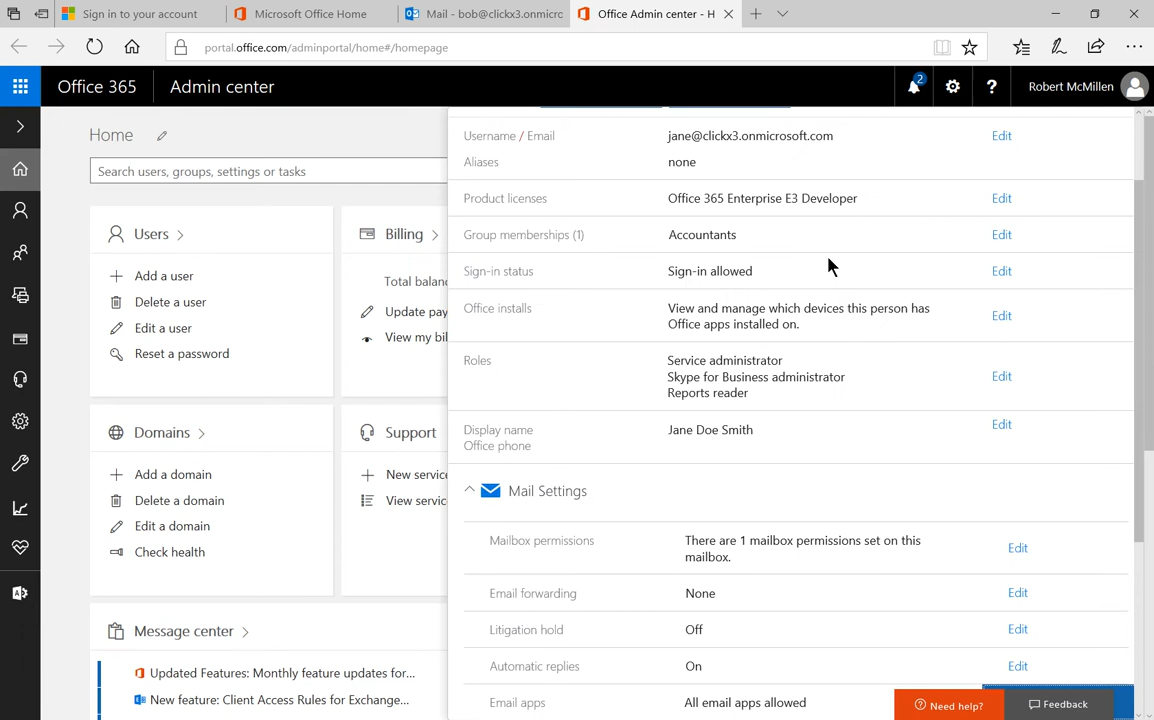 Sign in to your account
Microsoft Office Home
Mail - bob@clickx3.onmicrc
Office Admin center - H
portal.office.com/adminportal/home#/homepage
Office 365
Admin center
2
?
Robert McMillen
Home
Search users, groups, settings or tasks
Users
Add a user
Delete a user
Edit a user
Reset a password
Billing
Total balanc
Update pay
View my bil
Domains
Add a domain
Delete a domain
Edit a domain
Check health
Support
New service
View servic
Message center
Updated Features: Monthly feature updates for...
New feature: Client Access Rules for Exchange...
Username / Email jane@clickx3.onmicrosoft.com Edit
Aliases none
Product licenses Office 365 Enterprise E3 Developer Edit
Group memberships (1) Accountants Edit
Sign-in status Sign-in allowed Edit
Office installs View and manage which devices this person has Edit
Office apps installed on.
Roles Service administrator Edit
Skype for Business administrator
Reports reader
Display name Jane Doe Smith Edit
Office phone
Mail Settings
Mailbox permissions There are 1 mailbox permissions set on this Edit
mailbox.
Email forwarding None Edit
Litigation hold Off Edit
Automatic replies On Edit
Email apps All email apps allowed
Need help?
Feedback